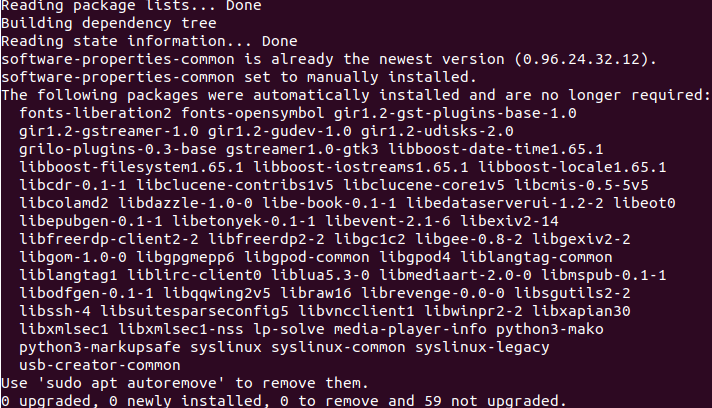 Reading package lists... Done
Building dependency tree
Reading state information... Done
software-properties-common is already the newest version (0.96.24.32.12).
software-properties-common set to manually installed.
The following packages were automatically installed and are no longer required:
  fonts-liberation2 fonts-opensymbol gir1.2-gst-plugins-base-1.0
  gir1.2-gstreamer-1.0 gir1.2-gudev-1.0 gir1.2-udisks-2.0
  grilo-plugins-0.3-base gstreamer1.0-gtk3 libboost-date-time1.65.1
  libboost-filesystem1.65.1 libboost-iostreams1.65.1 libboost-locale1.65.1
  libcdr-0.1-1 libclucene-contribs1v5 libclucene-core1v5 libcmis-0.5-5v5
  libcolamd2 libdazzle-1.0-0 libe-book-0.1-1 libedataserverui-1.2-2 libeot0
  libepubgen-0.1-1 libetonyek-0.1-1 libevent-2.1-6 libexiv2-14
  libfreerdp-client2-2 libfreerdp2-2 libgc1c2 libgee-0.8-2 libgexiv2-2
  libgom-1.0-0 libgpgmepp6 libgpod-common libgpod4 liblangtag-common
  liblangtag1 liblirc-client0 liblua5.3-0 libmediaart-2.0-0 libmspub-0.1-1
  libodfgen-0.1-1 libqqwing2v5 libraw16 librevenge-0.0-0 libsgutils2-2
  libssh-4 libsuitesparseconfig5 libvncclient1 libwinpr2-2 libxapian30
  libxmlsec1 libxmlsec1-nss lp-solve media-player-info python3-mako
  python3-markupsafe syslinux syslinux-common syslinux-legacy
  usb-creator-common
Use 'sudo apt autoremove' to remove them.
0 upgraded, 0 newly installed, 0 to remove and 59 not upgraded.